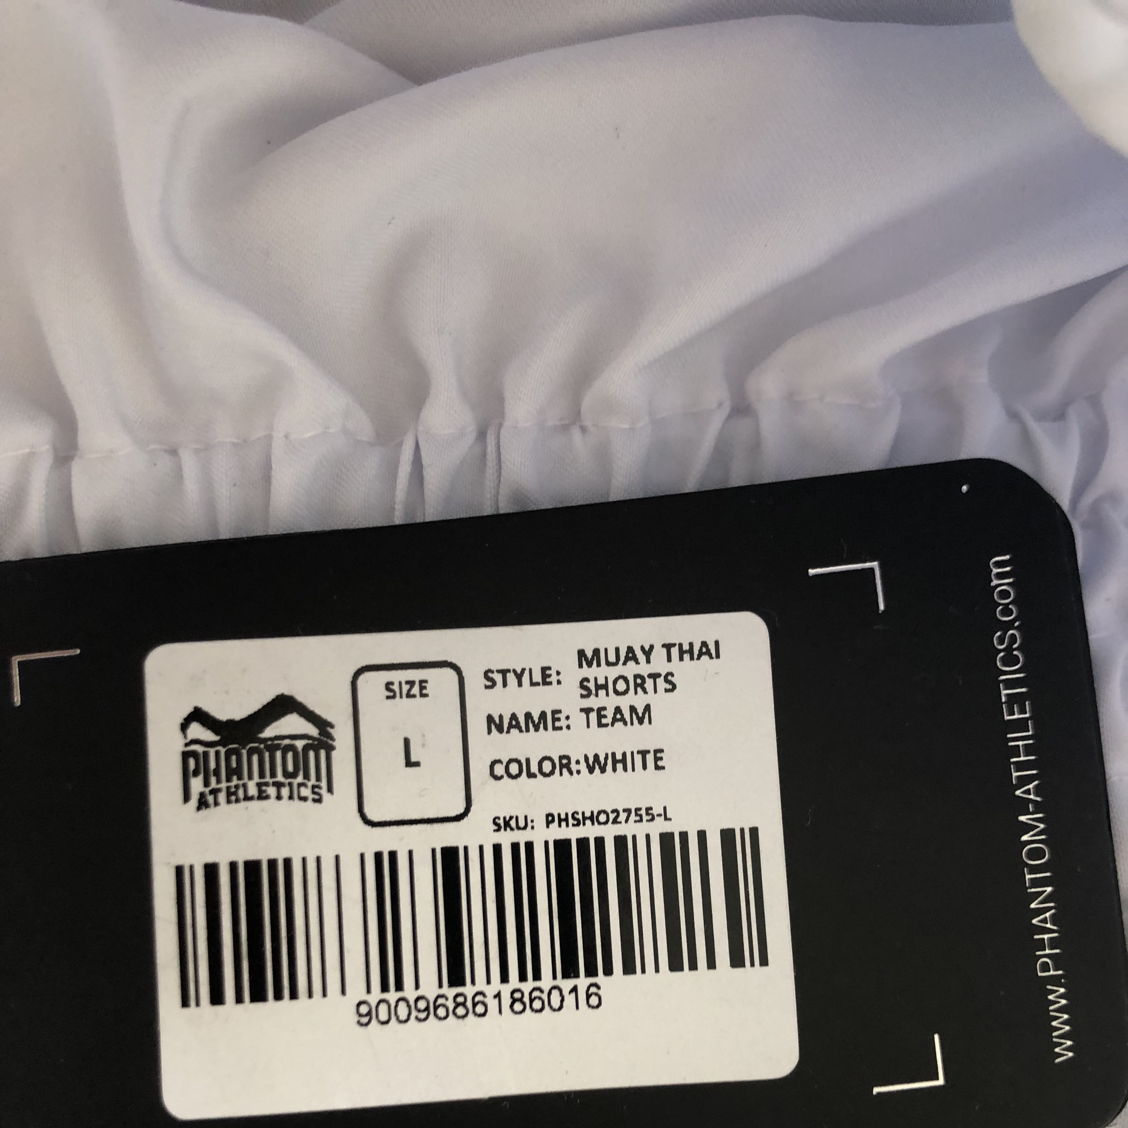 PHANTOM
ATHLETICS
SIZE
L
STYLE: MUAY THAI
SHORTS
NAME: TEAM
COLOR:WHITE
SKU: PHSHO2755-L
9009686186016
www.PHANTOM-ATHLETICS.com